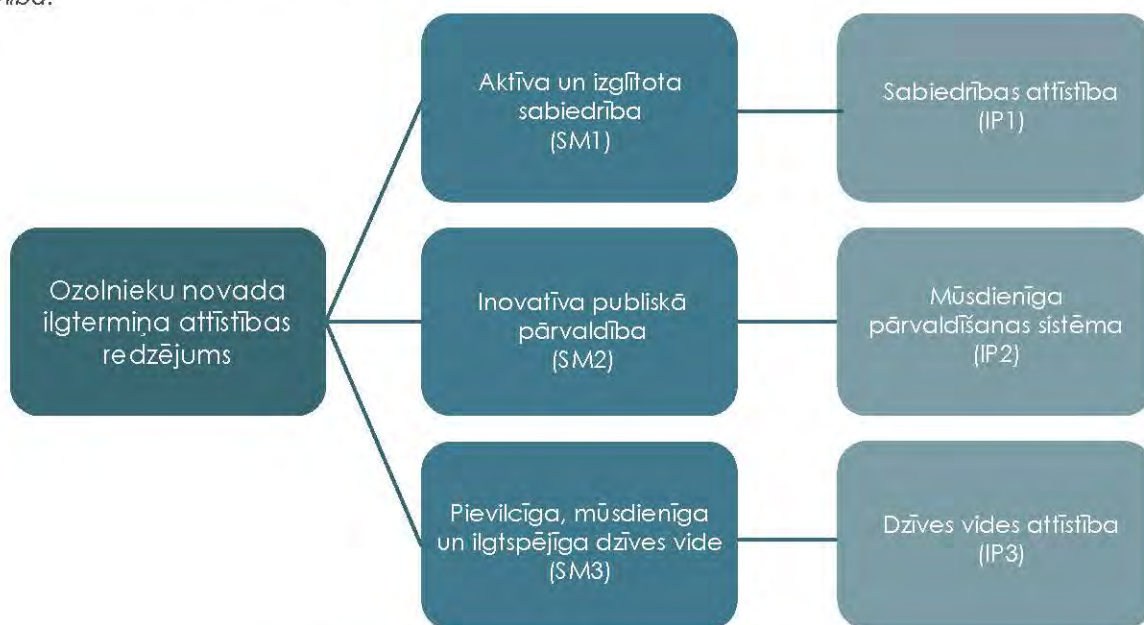 Ozolnieku novada
ilgtermiņa attīstības
redzējums
Aktīva un izglītota
sabiedrība
(SM1)
Sabiedrības attīstība
(IP1)
Inovatīva publiskā
pārvaldība
(SM2)
Mūsdienīga
pārvaldīšanas sistēma
(IP2)
Pievilcīga, mūsdienīga
un ilgtspējīga dzīves vide
(SM3)
Dzīves vides attīstība
(IP3)